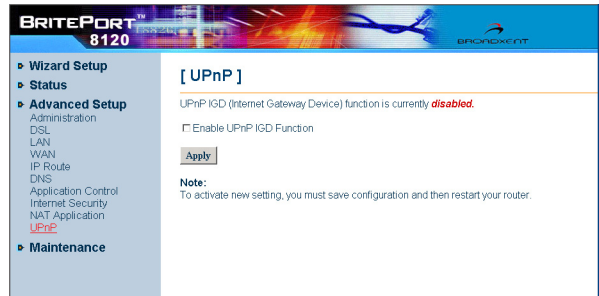 BRITEPORT™
8120
BROADXENT
Wizard Setup
Status
Advanced Setup
Administration
DSL
LAN
WAN
IP Route
DNS
Application Control
Internet Security
NAT Application
UPnP
Maintenance
[ UPnP ]
UPnP IGD (Internet Gateway Device) function is currently disabled.
Enable UPnP IGD Function
Apply
Note:
To activate new setting, you must save configuration and then restart your router.